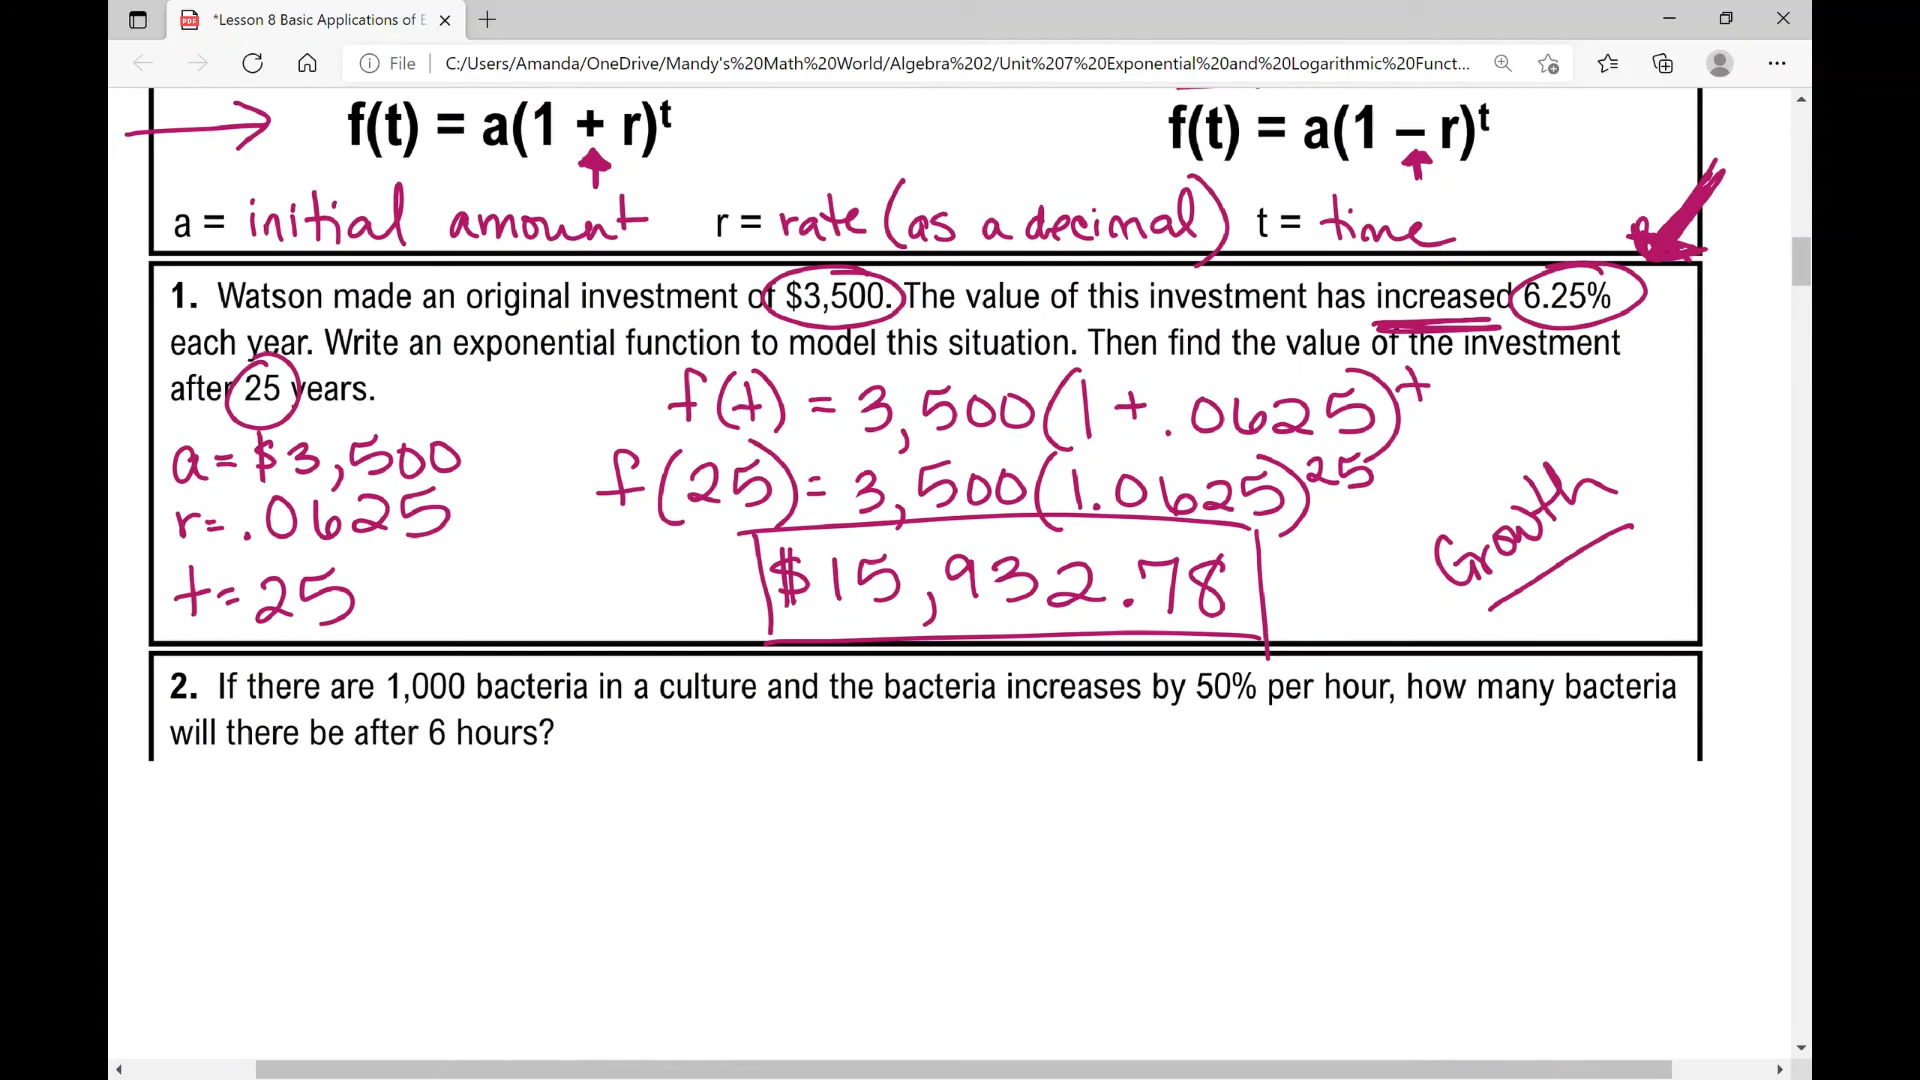 *Lesson 8 Basic Applications of E
File C:/Users/Amanda/OneDrive/Mandy's%20Math%20World/Algebra%202/Unit%207%20Exponential%20and%20Logarithmic%20Funct...
f(t) = a(1 + r)ᵗ f(t) = a(1 – r)ᵗ
a = initial amount r = rate (as a decimal) t = time
1. Watson made an original investment of $3,500. The value of this investment has increased 6.25%
each year. Write an exponential function to model this situation. Then find the value of the investment
after 25 years.
f(t) = 3,500(1 + .0625)ᵗ
a = $3,500
f(25) = 3,500(1.0625)²⁵
r = .0625
Growth
$15,932.78
t = 25
2. If there are 1,000 bacteria in a culture and the bacteria increases by 50% per hour, how many bacteria
will there be after 6 hours?